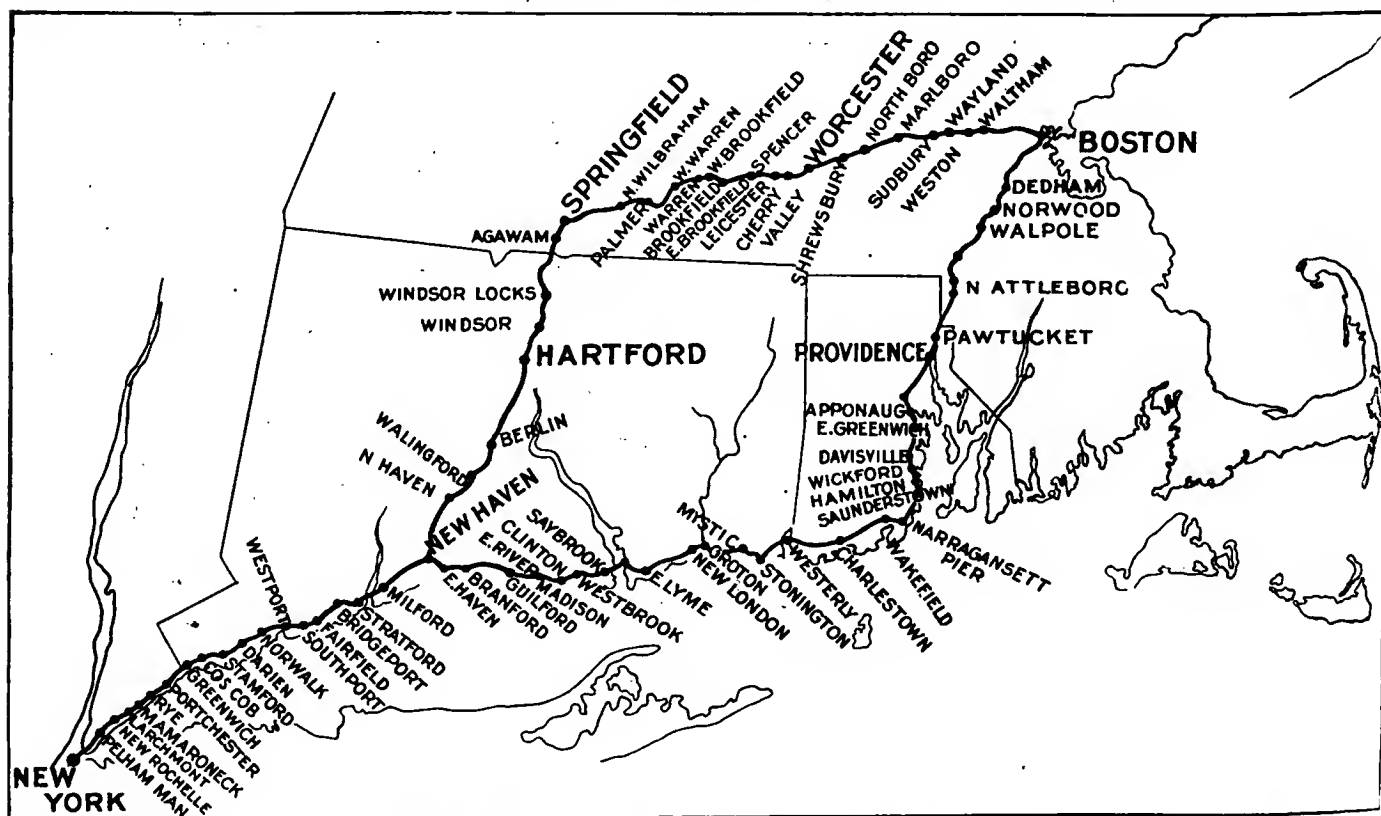 SPRINGFIELD
N. WILBRAHAM
PALMER
W. WARREN
WARREN
W. BROOKFIELD
BROOKFIELD
E. BROOKFIELD
SPENCER
LEICESTER
CHERRY
VALLEY
WORCESTER
SHREWSBURY
NORTH BORO
MARLBORO
SUDBURY
WAYLAND
WESTON
WALTHAM
BOSTON
DEDHAM
NORWOOD
WALPOLE
N ATTLEBORO
PAWTUCKET
PROVIDENCE
APPONAUG
E. GREENWICH
DAVISVILLE
WICKFORD
HAMILTON
SAUNDERSTOWN
NARRAGANSETT
PIER
WAKEFIELD
CHARLESTOWN
WESTERLY
STONINGTON
MYSTIC
GROTON
NEW LONDON
E. LYME
SAYBROOK
WESTBROOK
CLINTON
MADISON
E. RIVER
GUILFORD
BRANFORD
E. HAVEN
AGAWAM
WINDSOR LOCKS
WINDSOR
HARTFORD
BERLIN
WALINGFORD
N HAVEN
NEW HAVEN
MILFORD
STRATFORD
BRIDGEPORT
FAIRFIELD
SOUTHPORT
WESTPORT
NORWALK
DARIEN
STAMFORD
COS COB
GREENWICH
PORTCHESTER
RYE
MAMARONECK
LARCHMONT
NEW ROCHELLE
PELHAM MAN
NEW
YORK